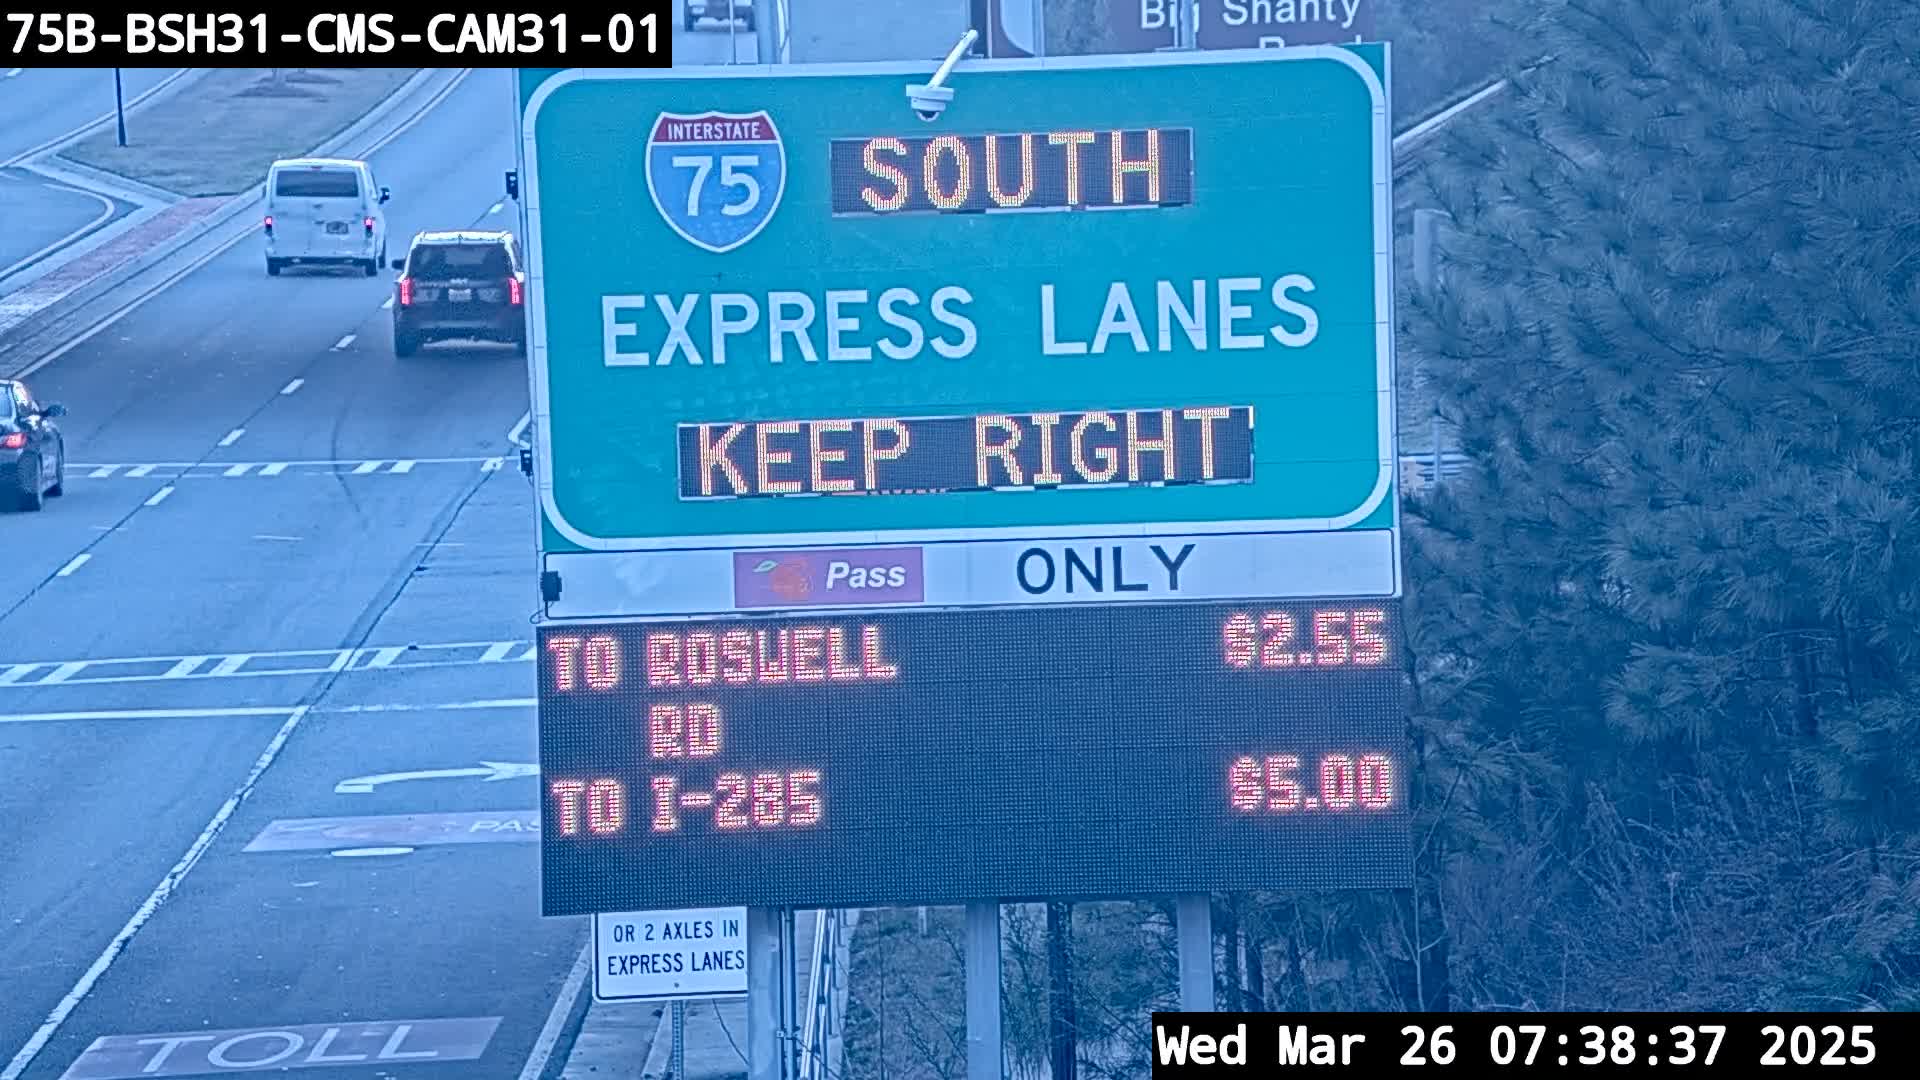 75B-BSH31-CMS-CAM31-01
Big Shanty
Road
INTERSTATE
75
SOUTH
EXPRESS LANES
KEEP RIGHT
Pass
ONLY
TO ROSWELL $2.55
RD
TO I-285 $5.00
OR 2 AXLES IN
EXPRESS LANES
TOLL
Wed Mar 26 07:38:37 2025